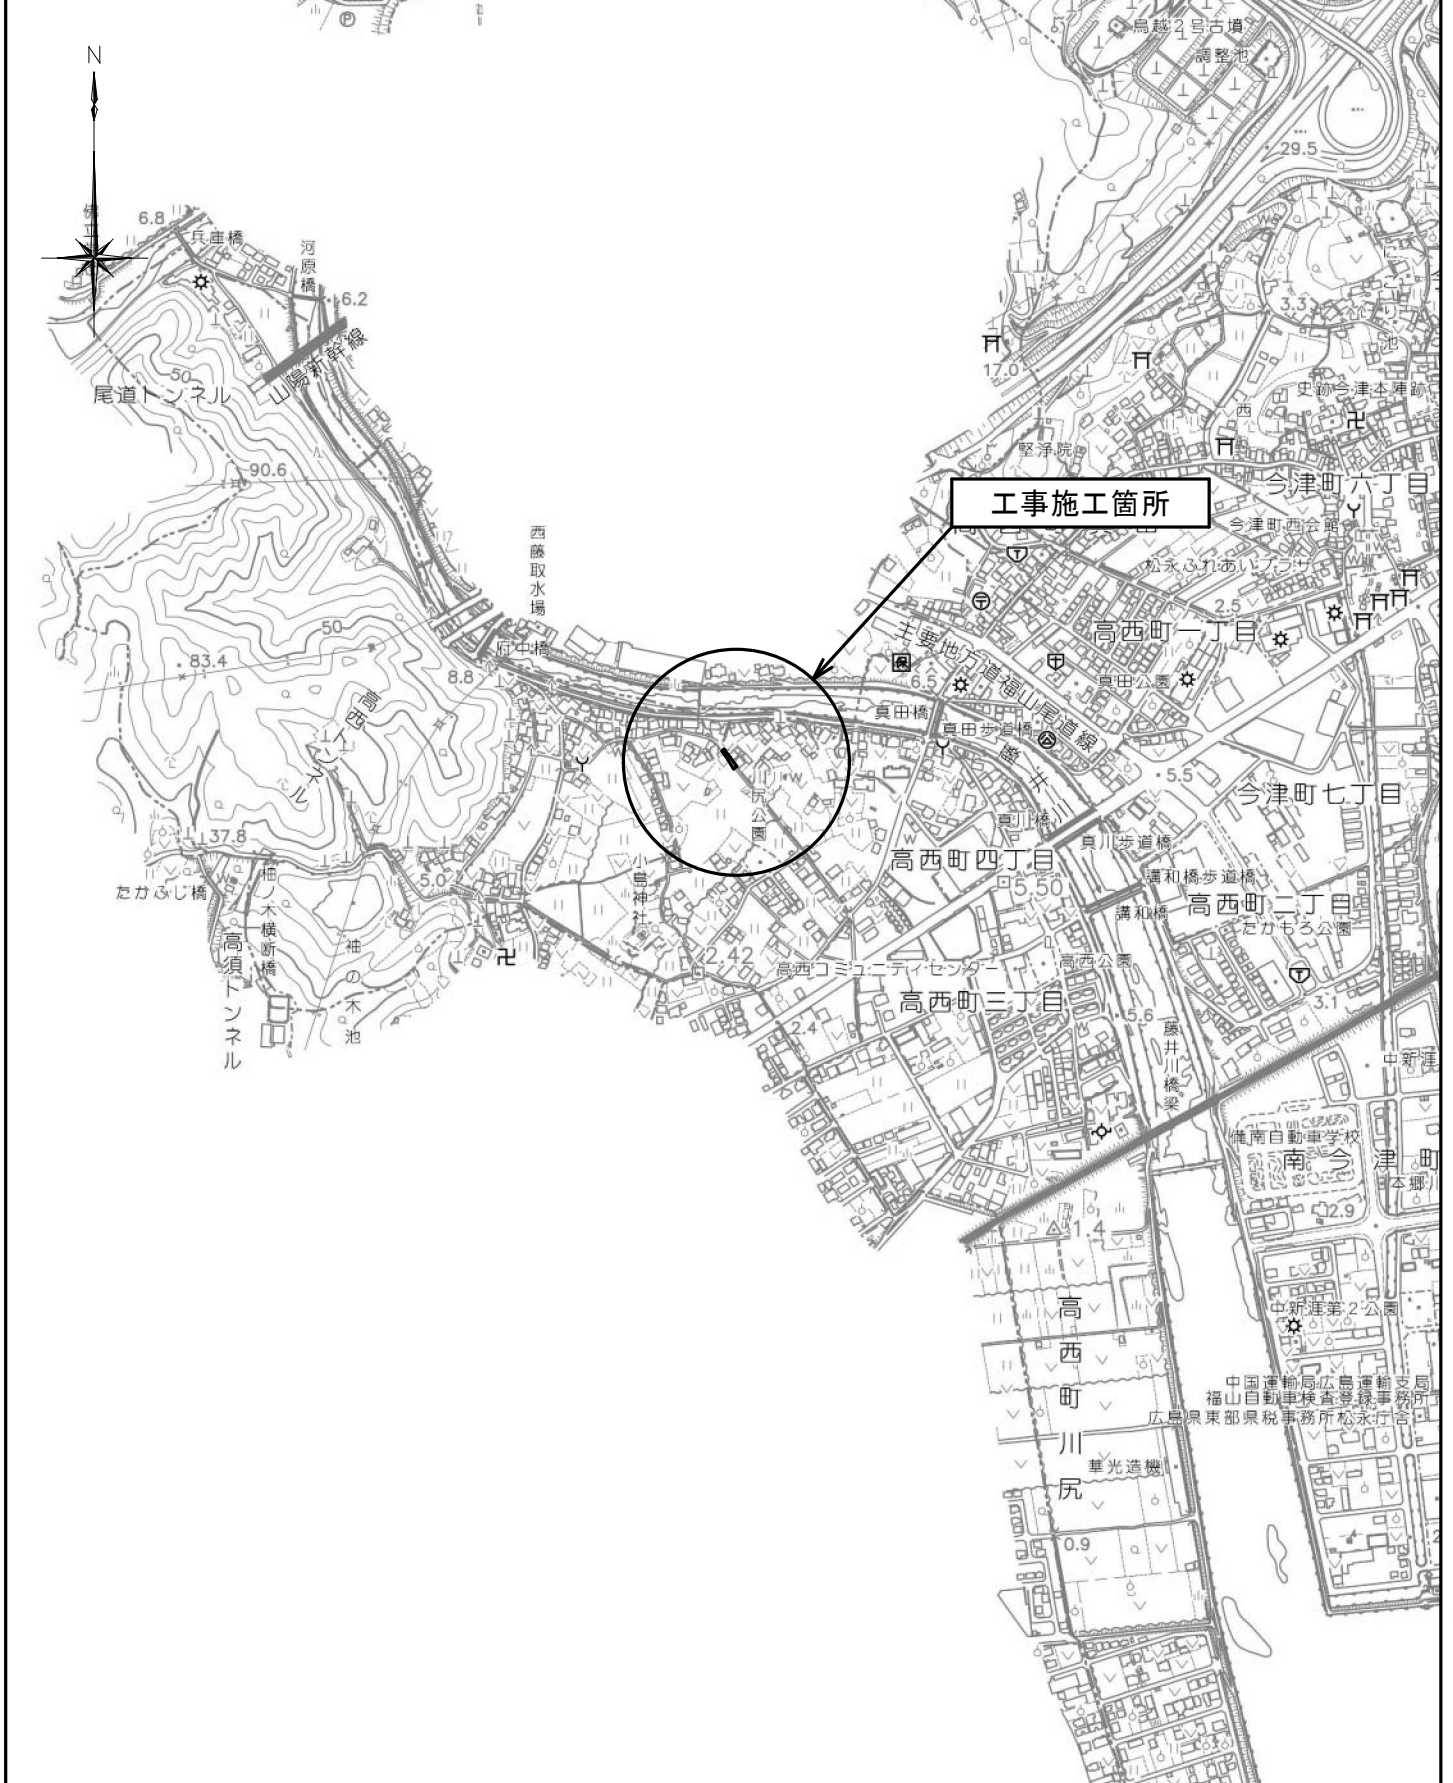 P
鳥越2号古墳
調整池
N
29.5
6.8
兵庫橋
河原橋
6.2
3.3
山陽新幹線
50
尾道トンネル
17.0
史跡今津本陣跡
西
堅浄院
90.6
今津町六丁目
工事施工箇所
今津町西会館
西藤取水場
松永ふれあいプラザ
2.5
50
高西町一丁目
主要地方道福山尾道線
府中橋
83.4
8.8
6.5
真田公園
高西トンネル
真田橋
真田歩道橋
藤井川
5.5
川尻公園
今津町七丁目
真川橋
真川歩道橋
37.8
高西町四丁目
小島神社
5.0
5.50
講和橋歩道橋
たかふじ橋
袖ノ木横断橋
講和橋
高西町二丁目
たかもろ公園
高須トンネル
袖の木池
2.42
高西コミュニティセンター
高西公園
高西町三丁目
3.1
2.4
5.6
藤井川橋梁
中新涯
備南自動車学校
南今津町
本郷川
2.9
1.4
高西町川尻
中新涯第2公園
中国運輸局広島運輸支局
福山自動車検査登録事務所
広島県東部県税事務所松永庁舎
華光造機
0.9